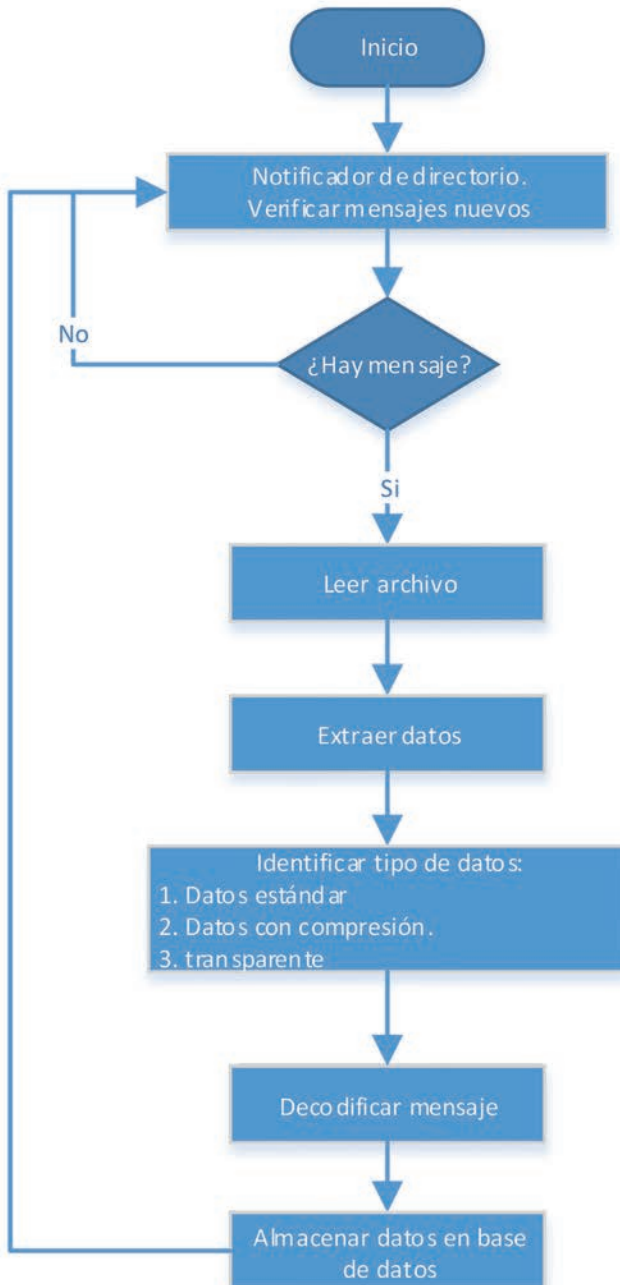 Inicio
Notificador de directorio.
Verificar mensajes nuevos
No
¿Hay mensaje?
Si
Leer archivo
Extraer datos
Identificar tipo de datos:
1. Datos estándar
2. Datos con compresión.
3. transparente
Decodificar mensaje
Almacenar datos en base
de datos